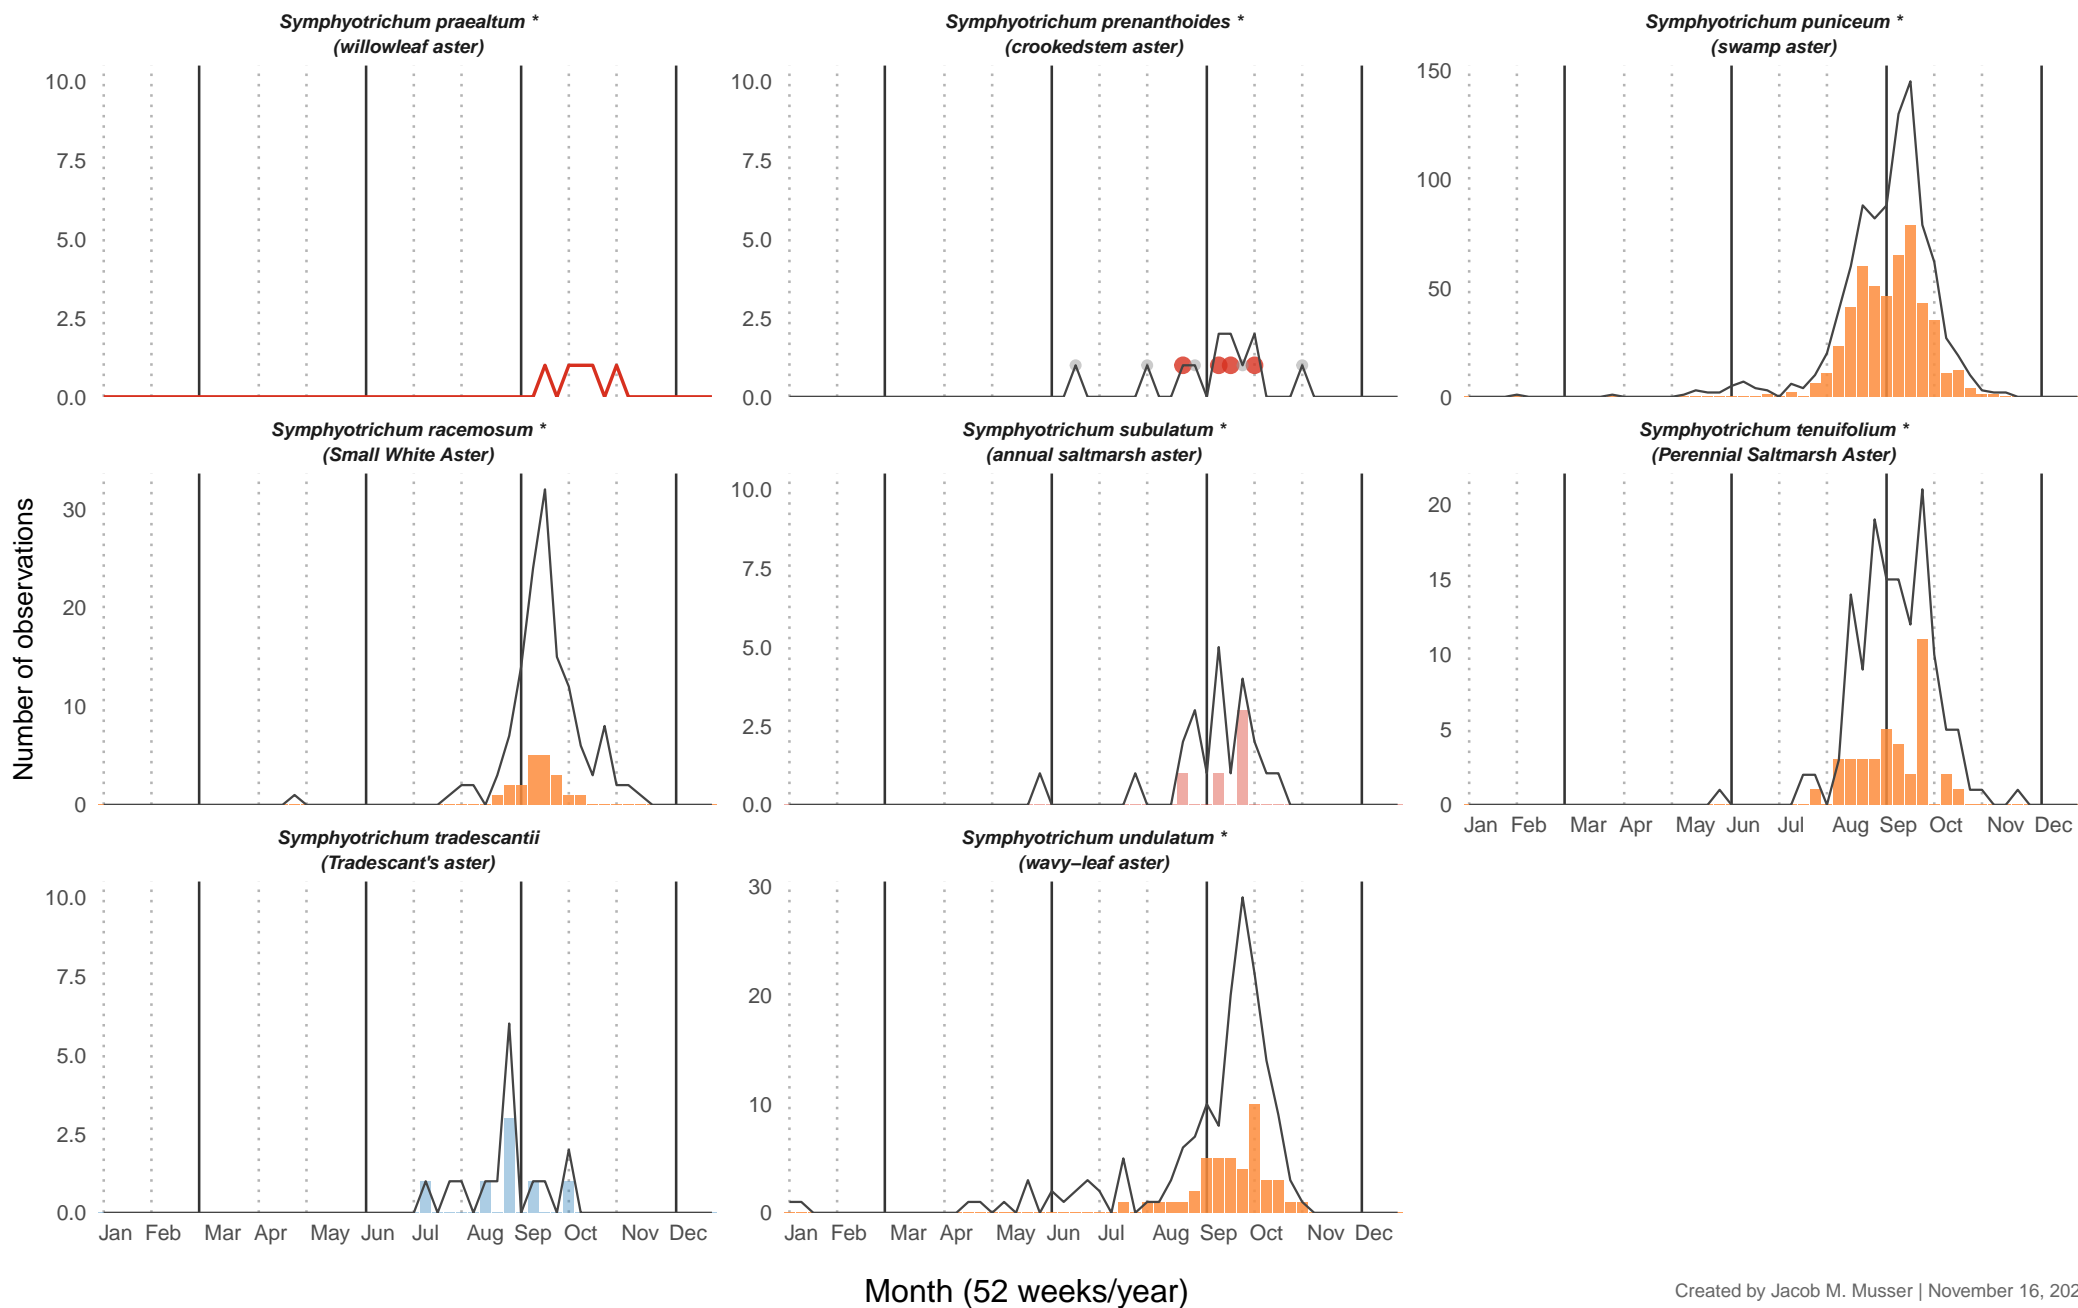 Symphyotrichum praealtum *
(willowleaf aster)
Symphyotrichum prenanthoides *
(crookedstem aster)
Symphyotrichum puniceum *
(swamp aster)
10.0
7.5
5.0
2.5
0.0
10.0
7.5
5.0
2.5
0.0
150
100
50
0
Symphyotrichum racemosum *
(Small White Aster)
Symphyotrichum subulatum *
(annual saltmarsh aster)
Symphyotrichum tenuifolium *
(Perennial Saltmarsh Aster)
Number of observations
30
20
10
0
10.0
7.5
5.0
2.5
0.0
20
15
10
5
0
Jan Feb Mar Apr May Jun Jul Aug Sep Oct Nov Dec
Symphyotrichum tradescantii
(Tradescant's aster)
Symphyotrichum undulatum *
(wavy–leaf aster)
10.0
7.5
5.0
2.5
0.0
30
20
10
0
Jan Feb Mar Apr May Jun Jul Aug Sep Oct Nov Dec
Jan Feb Mar Apr May Jun Jul Aug Sep Oct Nov Dec
Month (52 weeks/year)
Created by Jacob M. Musser | November 16, 202